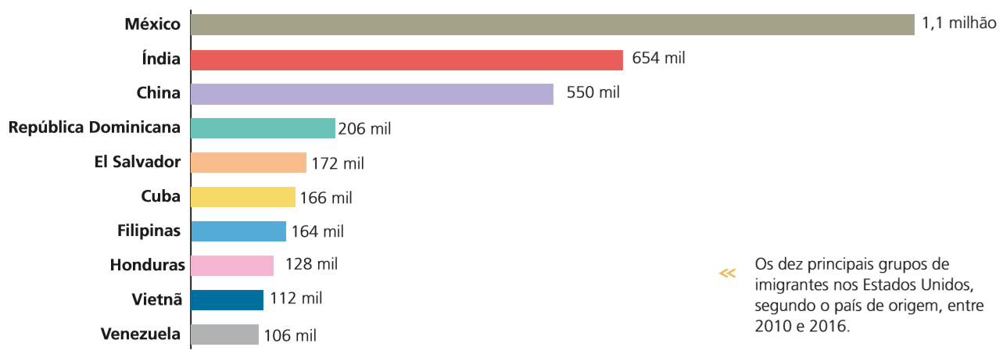 México 1,1 milhão
Índia 654 mil
China 550 mil
República Dominicana 206 mil
El Salvador 172 mil
Cuba 166 mil
Filipinas 164 mil
Honduras 128 mil
Vietnã 112 mil
Venezuela 106 mil
« Os dez principais grupos de
imigrantes nos Estados Unidos,
segundo o país de origem, entre
2010 e 2016.